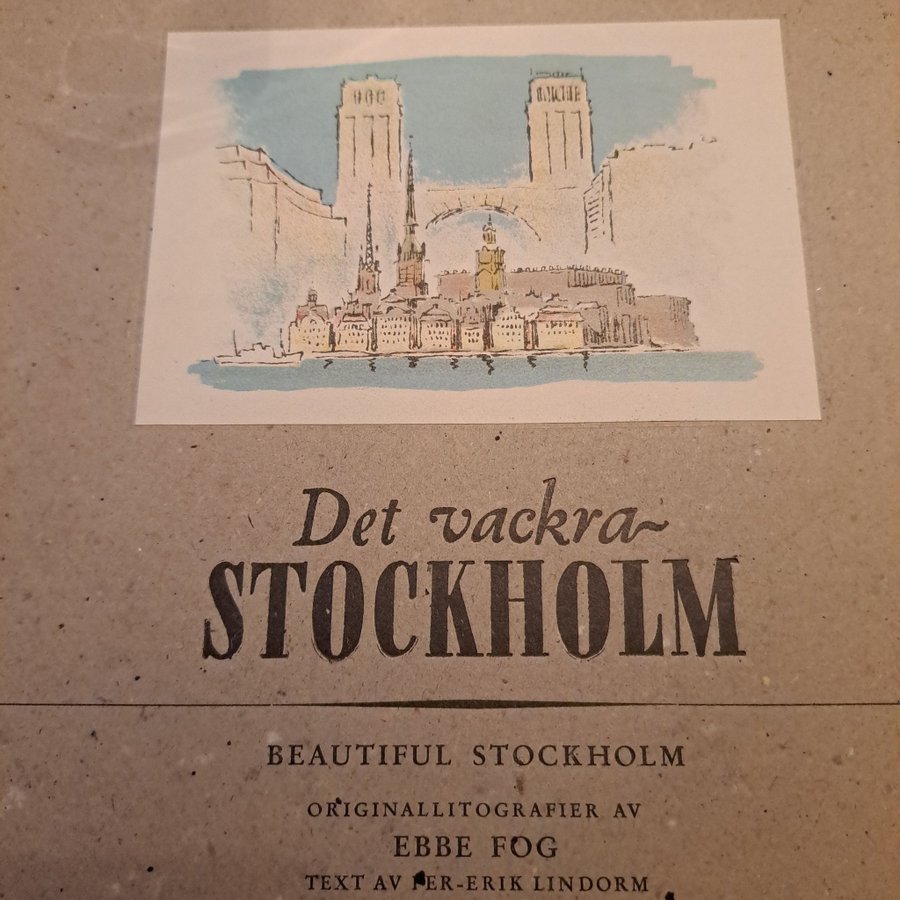 Det vackra
STOCKHOLM
BEAUTIFUL STOCKHOLM
ORIGINALLITOGRAFIER AV
EBBE FOG
TEXT AV PER-ERIK LINDORM